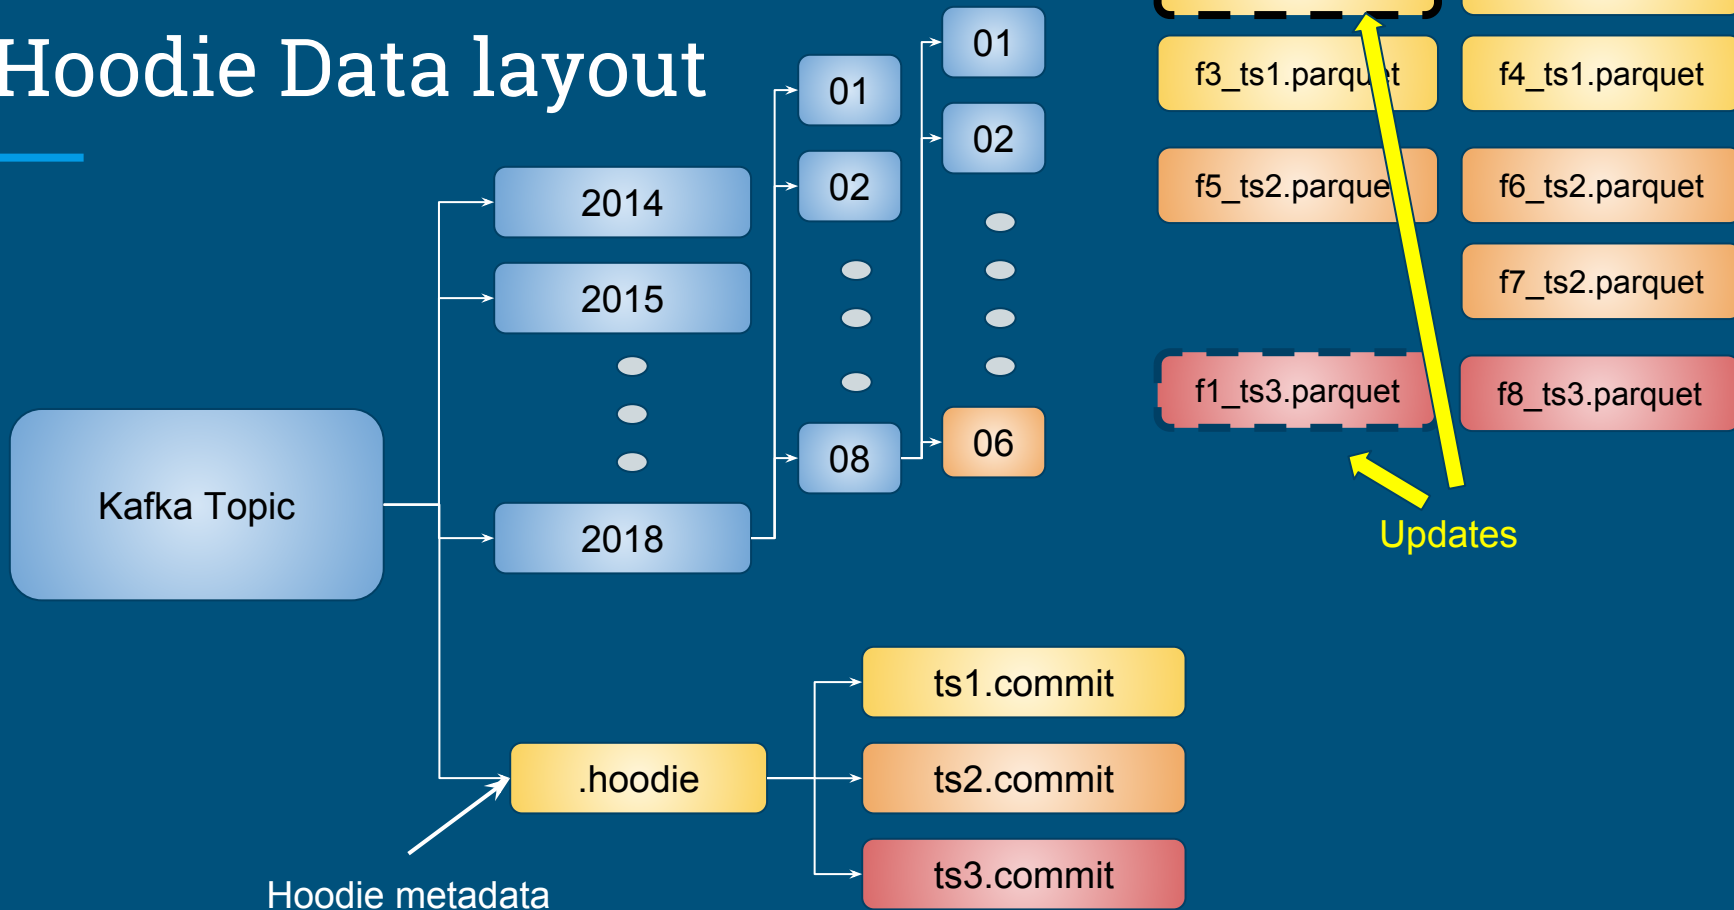 Hoodie Data layout
Kafka Topic
2014
2015
2018
01
02
08
01
02
06
f3_ts1.parquet
f4_ts1.parquet
f5_ts2.parque
f6_ts2.parquet
f7_ts2.parquet
f1_ts3.parquet
f8_ts3.parquet
Updates
.hoodie
ts1.commit
ts2.commit
ts3.commit
Hoodie metadata